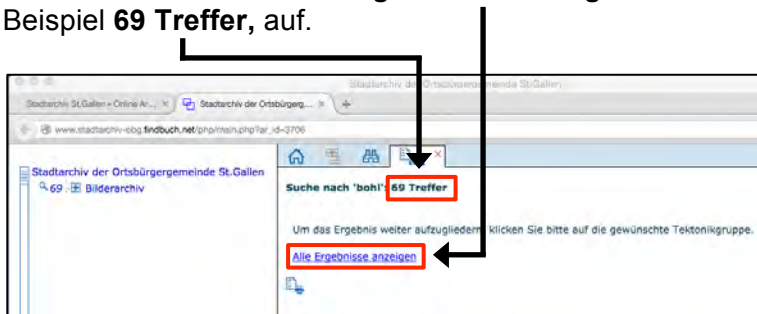 Beispiel 69 Treffer, auf.
Stadtarchiv der Ortsbürgergemeinde St.Gallen
Stadtarchiv St.Gallen • Online Ar... × Stadtarchiv der Ortsbürgerg... × +
www.stadtarchiv-obg.findbuch.net/php/main.php?ar_id=3706
Stadtarchiv der Ortsbürgergemeinde St.Gallen
69 Bilderarchiv
Suche nach 'bohl': 69 Treffer
Um das Ergebnis weiter aufzugliedern, klicken Sie bitte auf die gewünschte Tektonikgruppe.
Alle Ergebnisse anzeigen